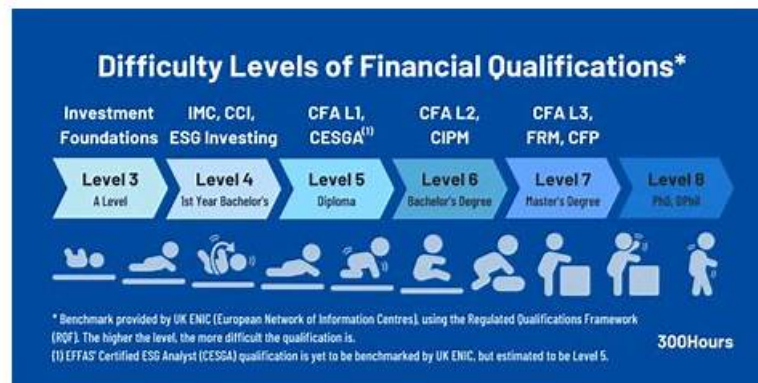 Difficulty Levels of Financial Qualifications*
Investment
Foundations
IMC, CCI,
ESG Investing
CFA L1,
CESGA(1)
CFA L2,
CIPM
CFA L3,
FRM, CFP
Level 3
A Level
Level 4
1st Year Bachelor's
Level 5
Diploma
Level 6
Bachelor's Degree
Level 7
Master's Degree
Level 8
PhD, DPhil
* Benchmark provided by UK ENIC (European Network of Information Centres), using the Regulated Qualifications Framework
(RQF). The higher the level, the more difficult the qualification is.
(1) EFFAS' Certified ESG Analyst (CESGA) qualification is yet to be benchmarked by UK ENIC, but estimated to be Level 5.
300Hours